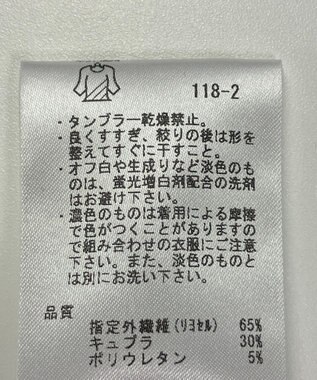 118-2
・タンブラー乾燥禁止。
・良くすすぎ、絞りの後は形を
整えてすぐに干すこと。
・オフ白や生成りなど淡色のも
のは、蛍光増白剤配合の洗剤
はお避け下さい。
・濃色のものは着用による摩擦
で色がつくことがありますの
で組み合わせの衣服にご注意
下さい。また、淡色のものと
は別にお洗い下さい。
品質
指定外繊維(リヨセル) 65%
キュプラ 30%
ポリウレタン 5%